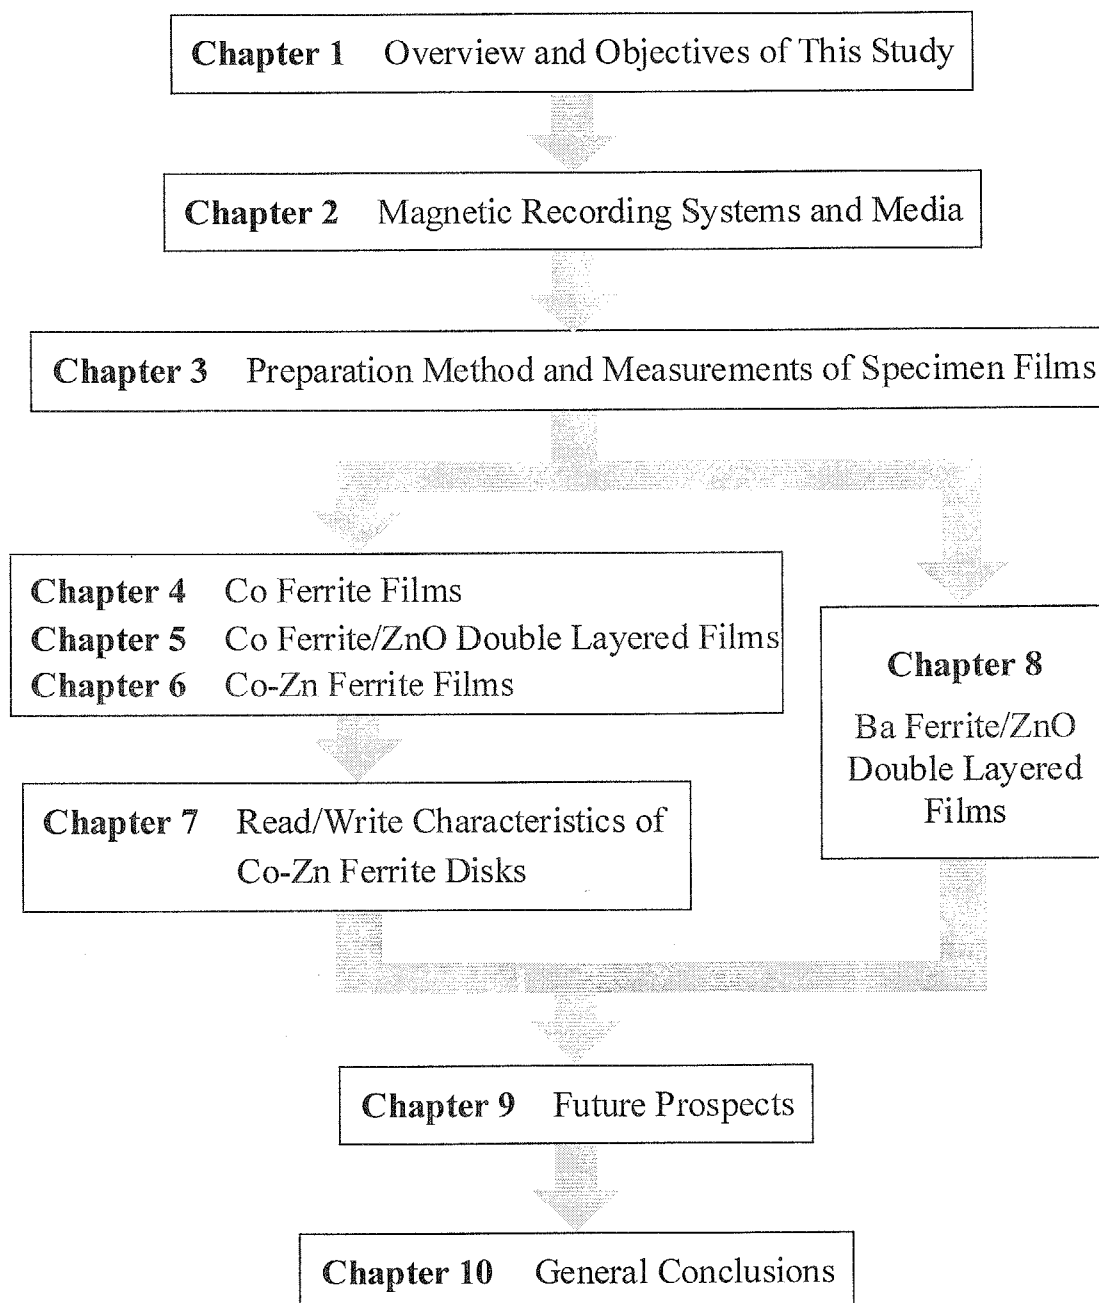 Chapter 1 Overview and Objectives of This Study
Chapter 2 Magnetic Recording Systems and Media
Chapter 3 Preparation Method and Measurements of Specimen Films
Chapter 4 Co Ferrite Films
Chapter 5 Co Ferrite/ZnO Double Layered Films
Chapter 6 Co-Zn Ferrite Films
Chapter 7 Read/Write Characteristics of
Co-Zn Ferrite Disks
Chapter 8
Ba Ferrite/ZnO
Double Layered
Films
Chapter 9 Future Prospects
Chapter 10 General Conclusions